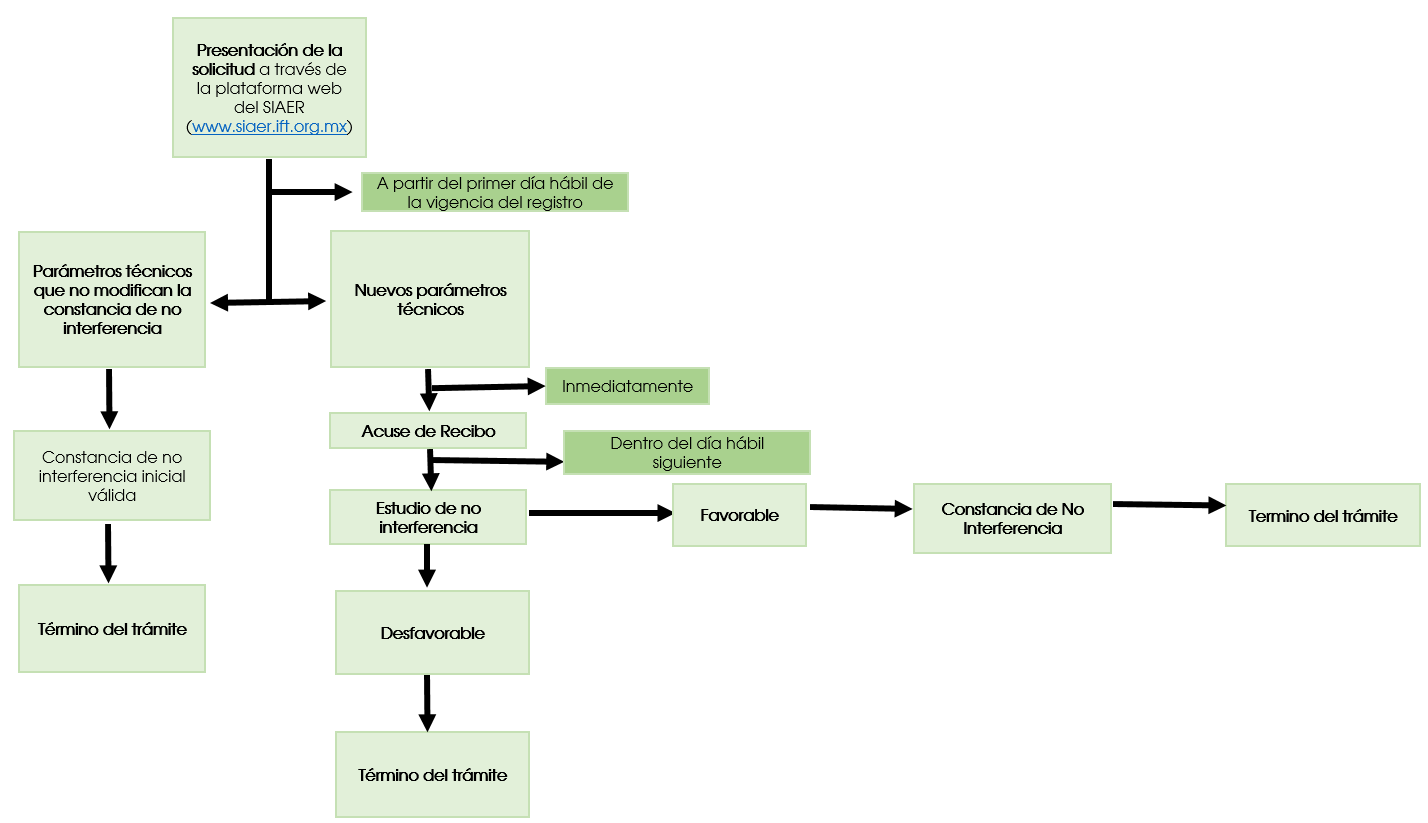 Presentación de la
solicitud a través de
la plataforma web
del SIAER
(www.siaer.ift.org.mx)
A partir del primer día hábil de
la vigencia del registro
Parámetros técnicos
que no modifican la
constancia de no
interferencia
Nuevos parámetros
técnicos
Inmediatamente
Acuse de Recibo
Dentro del día hábil
siguiente
Constancia de no
interferencia inicial
válida
Estudio de no
interferencia
Favorable
Constancia de No
Interferencia
Termino del trámite
Término del trámite
Desfavorable
Término del trámite